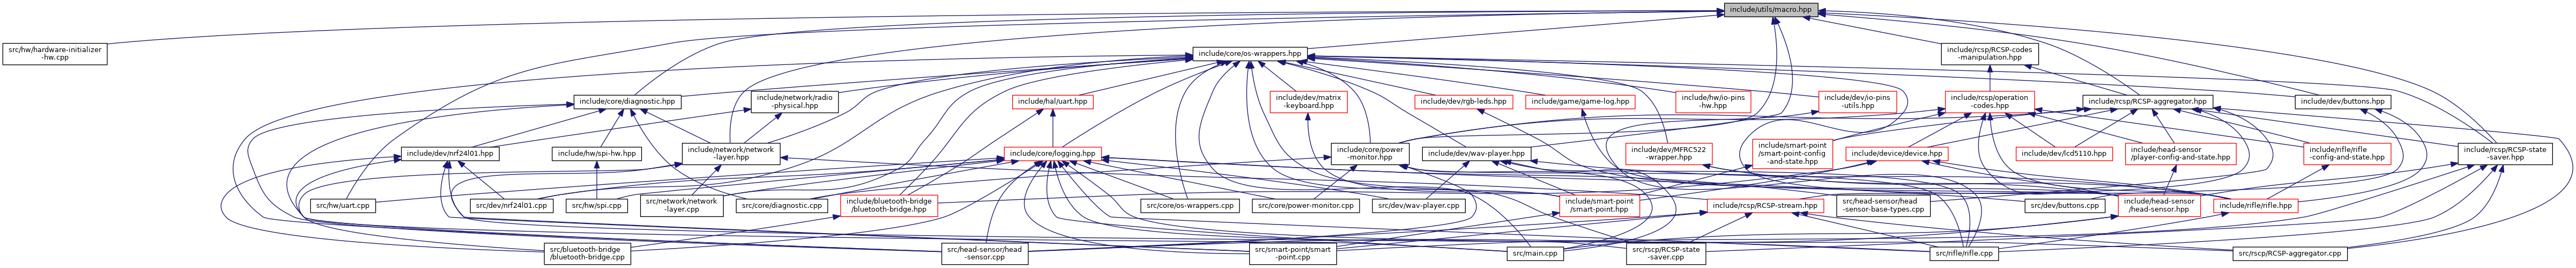 include/utils/macro.hpp
src/hw/hardware-initializer
-hw.cpp
include/core/os-wrappers.hpp
include/rcsp/RCSP-codes
-manipulation.hpp
include/core/diagnostic.hpp
include/network/radio
-physical.hpp
include/hal/uart.hpp
include/dev/matrix
-keyboard.hpp
include/dev/rgb-leds.hpp
include/game/game-log.hpp
include/hw/io-pins
-hw.hpp
include/dev/io-pins
-utils.hpp
include/rcsp/operation
-codes.hpp
include/rcsp/RCSP-aggregator.hpp
include/dev/buttons.hpp
include/dev/nrf24l01.hpp
include/hw/spi-hw.hpp
include/network/network
-layer.hpp
include/core/logging.hpp
include/core/power
-monitor.hpp
include/dev/wav-player.hpp
include/dev/MFRC522
-wrapper.hpp
include/smart-point
/smart-point-config
-and-state.hpp
include/device/device.hpp
include/dev/lcd5110.hpp
include/head-sensor
/player-config-and-state.hpp
include/rifle/rifle
-config-and-state.hpp
include/rcsp/RCSP-state
-saver.hpp
src/hw/uart.cpp
src/dev/nrf24l01.cpp
src/hw/spi.cpp
src/network/network
-layer.cpp
src/core/diagnostic.cpp
include/bluetooth-bridge
/bluetooth-bridge.hpp
src/core/os-wrappers.cpp
src/core/power-monitor.cpp
src/dev/wav-player.cpp
include/smart-point
/smart-point.hpp
include/rcsp/RCSP-stream.hpp
src/head-sensor/head
-sensor-base-types.cpp
src/dev/buttons.cpp
include/head-sensor
/head-sensor.hpp
include/rifle/rifle.hpp
src/bluetooth-bridge
/bluetooth-bridge.cpp
src/head-sensor/head
-sensor.cpp
src/smart-point/smart
-point.cpp
src/main.cpp
src/rscp/RCSP-state
-saver.cpp
src/rifle/rifle.cpp
src/rscp/RCSP-aggregator.cpp